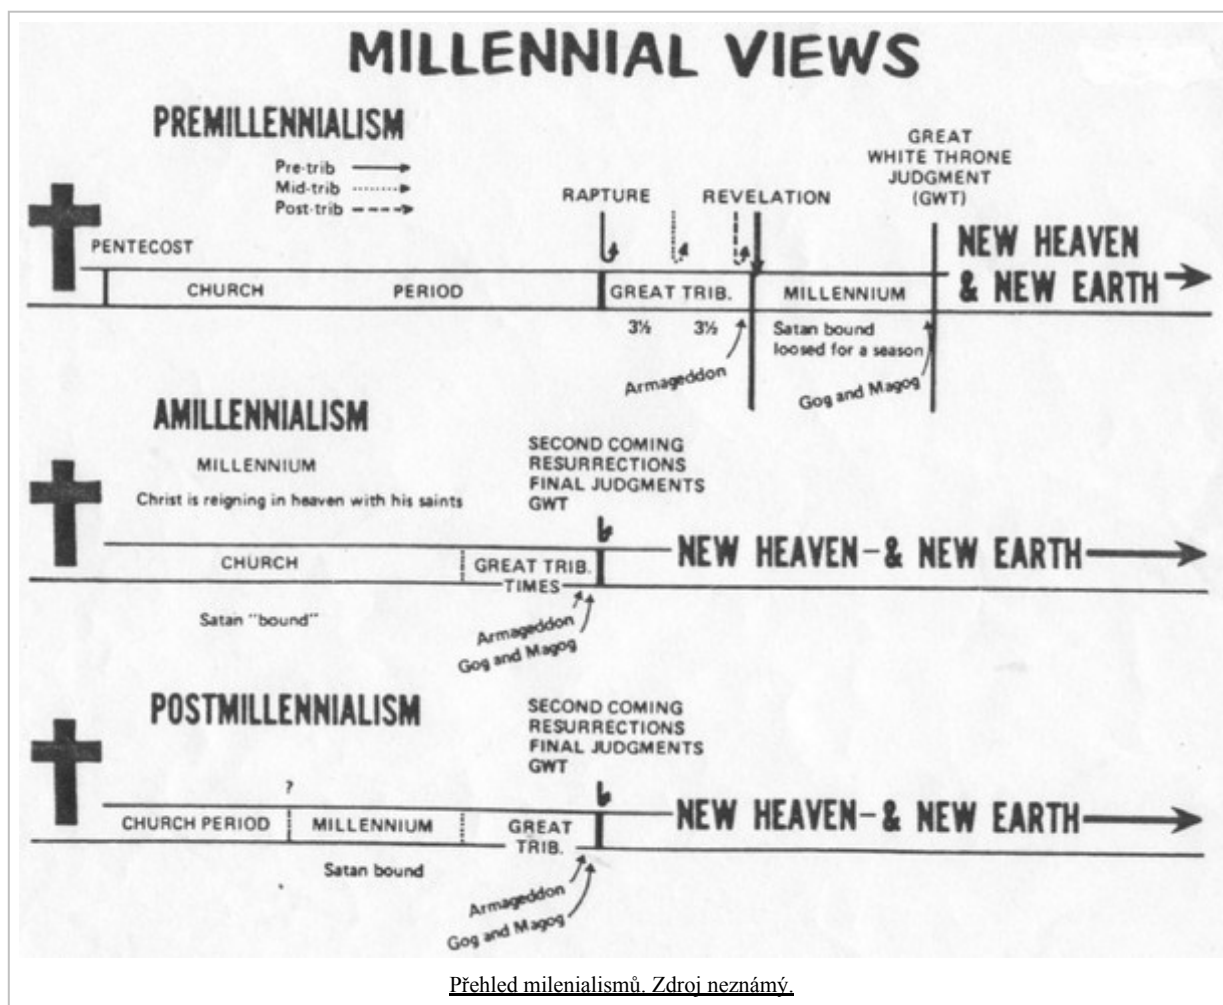 MILLENNIAL VIEWS
PREMILLENNIALISM
Pre-trib
Mid-trib
Post-trib
GREAT
WHITE THRONE
JUDGMENT
(GWT)
RAPTURE
REVELATION
PENTECOST
NEW HEAVEN
& NEW EARTH
CHURCH PERIOD
GREAT TRIB.
MILLENNIUM
3½ 3½
Satan bound
loosed for a season
Armageddon
Gog and Magog
AMILLENNIALISM
MILLENNIUM
Christ is reigning in heaven with his saints
SECOND COMING
RESURRECTIONS
FINAL JUDGMENTS
GWT
CHURCH
GREAT TRIB.
TIMES
NEW HEAVEN-& NEW EARTH
Satan "bound"
Armageddon
Gog and Magog
POSTMILLENNIALISM
SECOND COMING
RESURRECTIONS
FINAL JUDGMENTS
GWT
?
CHURCH PERIOD
MILLENNIUM
GREAT
TRIB.
NEW HEAVEN-& NEW EARTH
Satan bound
Armageddon
Gog and Magog
Přehled milenialismů. Zdroj neznámý.